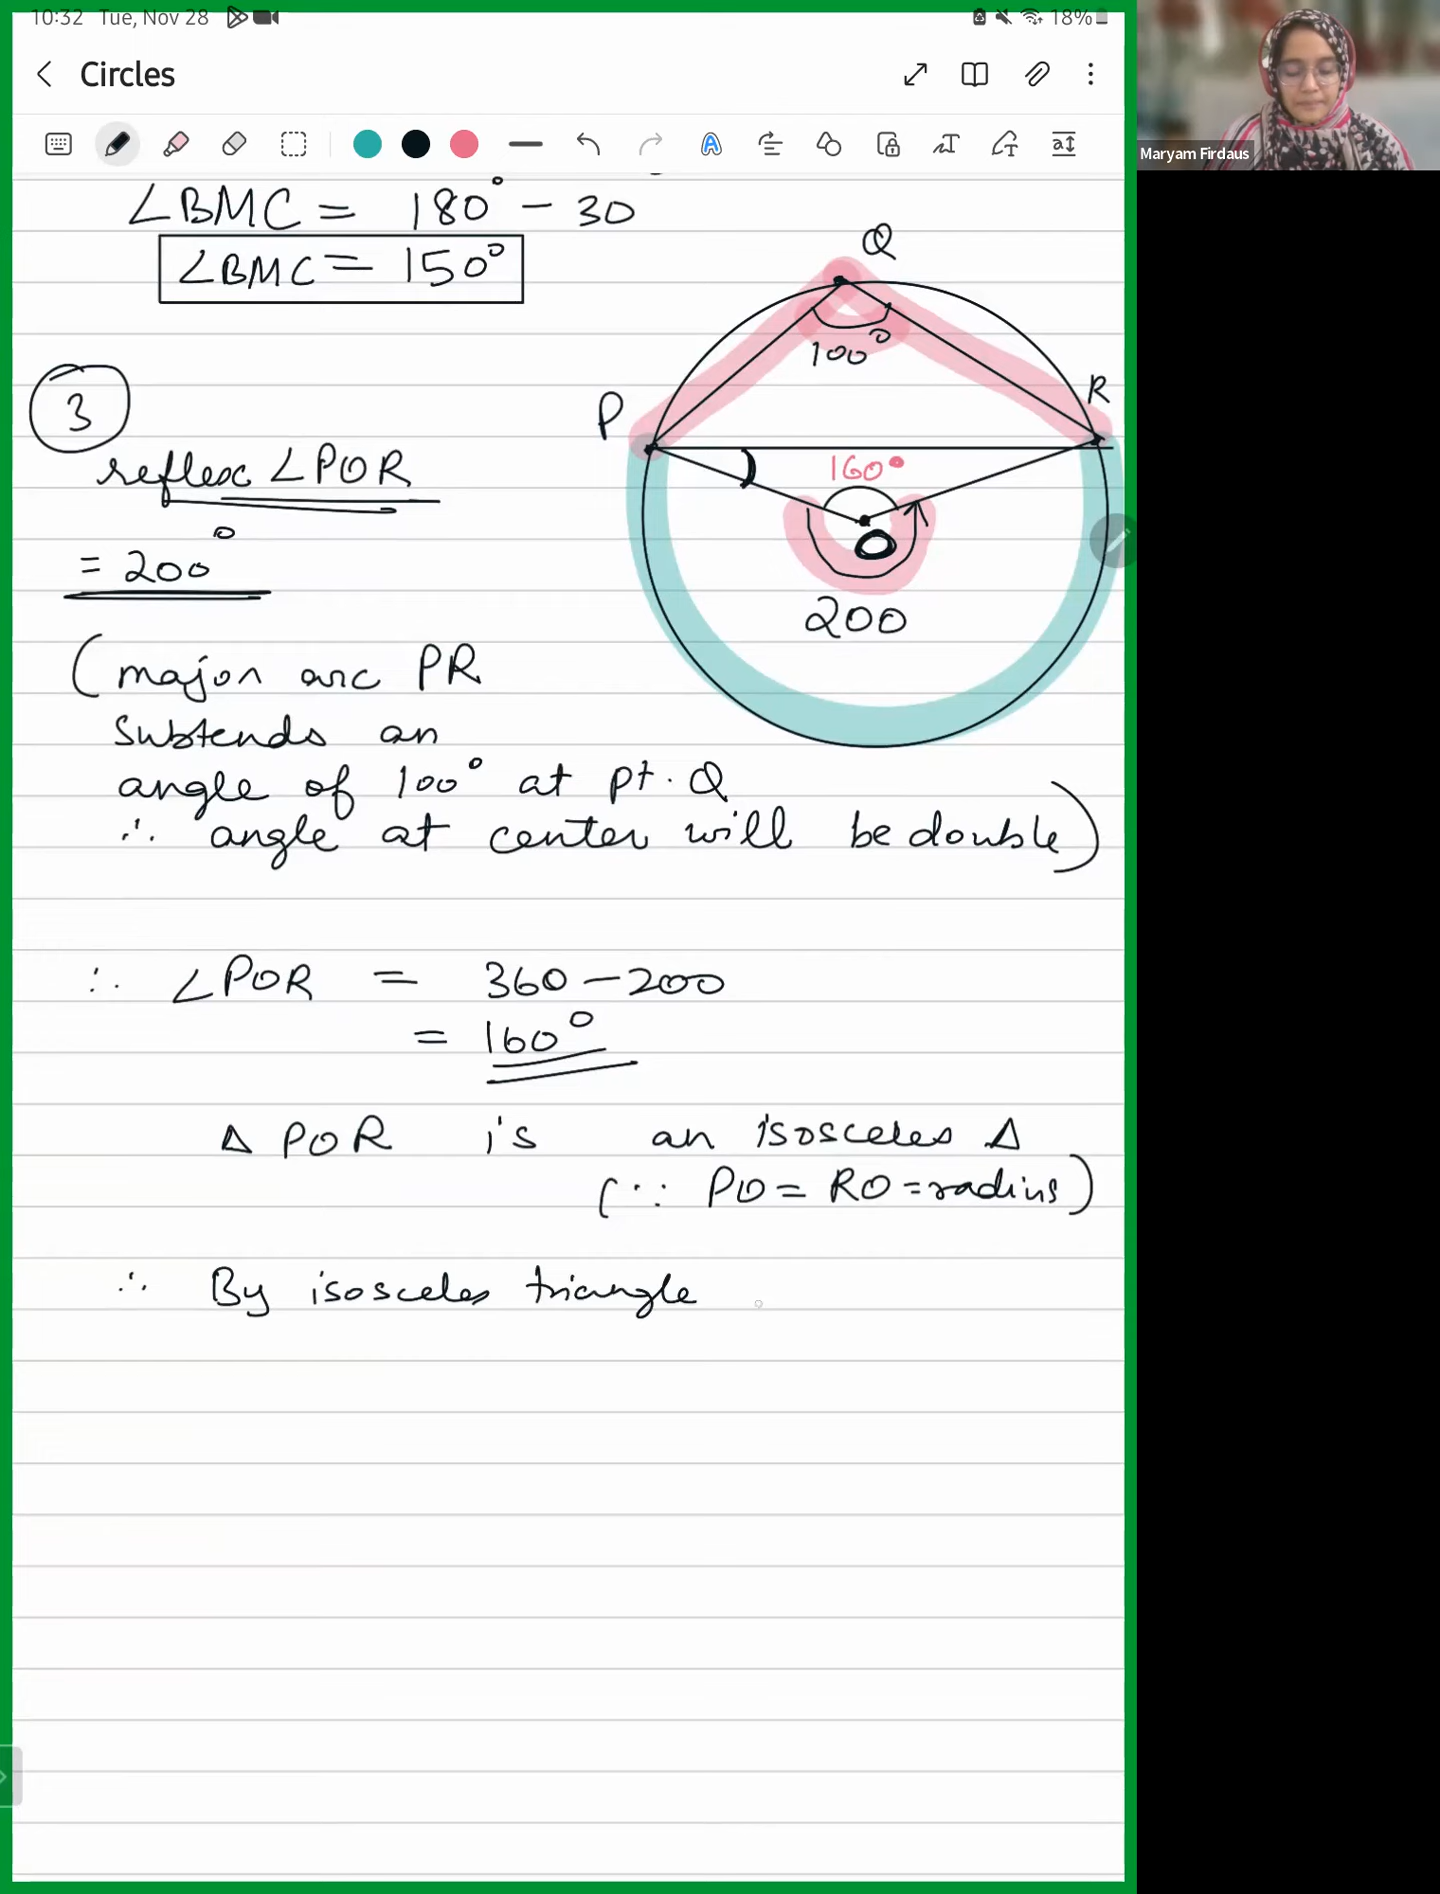 10:32 Tue, Nov 28
18%
Circles
Maryam Firdaus
∠BMC = 180° - 30
∠BMC = 150°
Q
100°
P
R
160°
O
200
3
reflex ∠POR
= 200°
(major arc PR
subtends an
angle of 100° at pt. Q
∴ angle at center will be double)
∴ ∠POR = 360 - 200
= 160°
Δ POR is an isosceles Δ
(∵ PO = RO = radius)
∴ By isosceles triangle